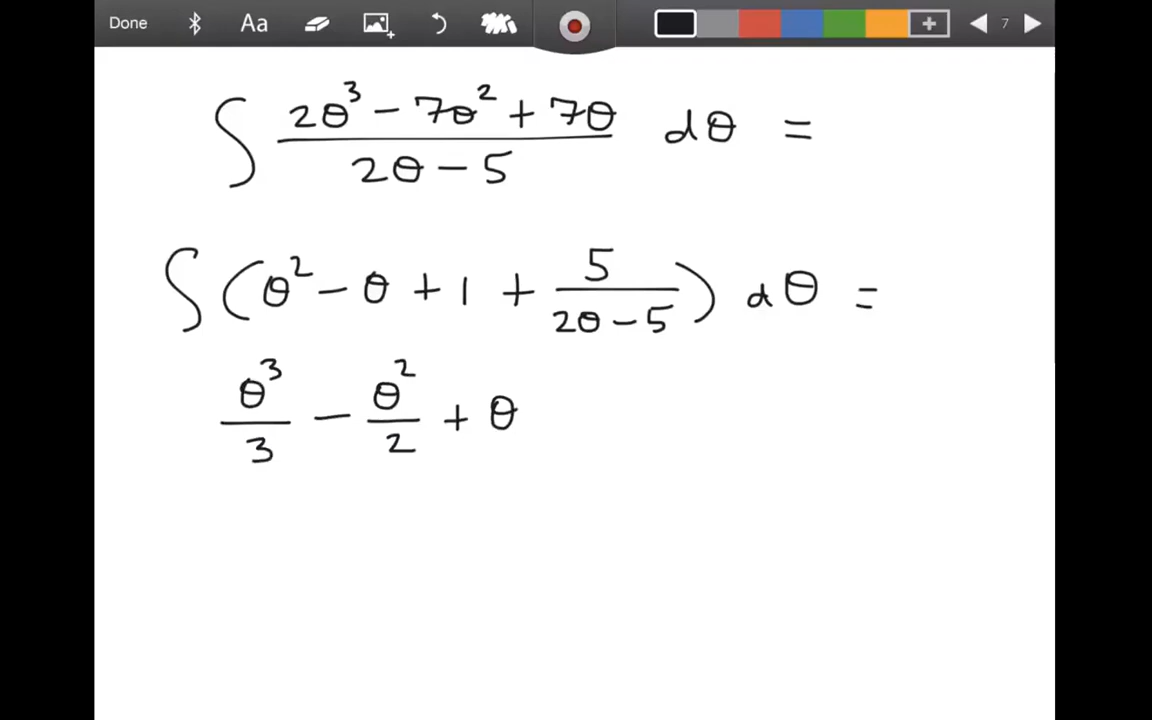 Done Aa 7
∫ (2θ³ − 7θ² + 7θ)/(2θ − 5) dθ =
∫ (θ² − θ + 1 + 5/(2θ − 5)) dθ =
θ³/3 − θ²/2 + θ